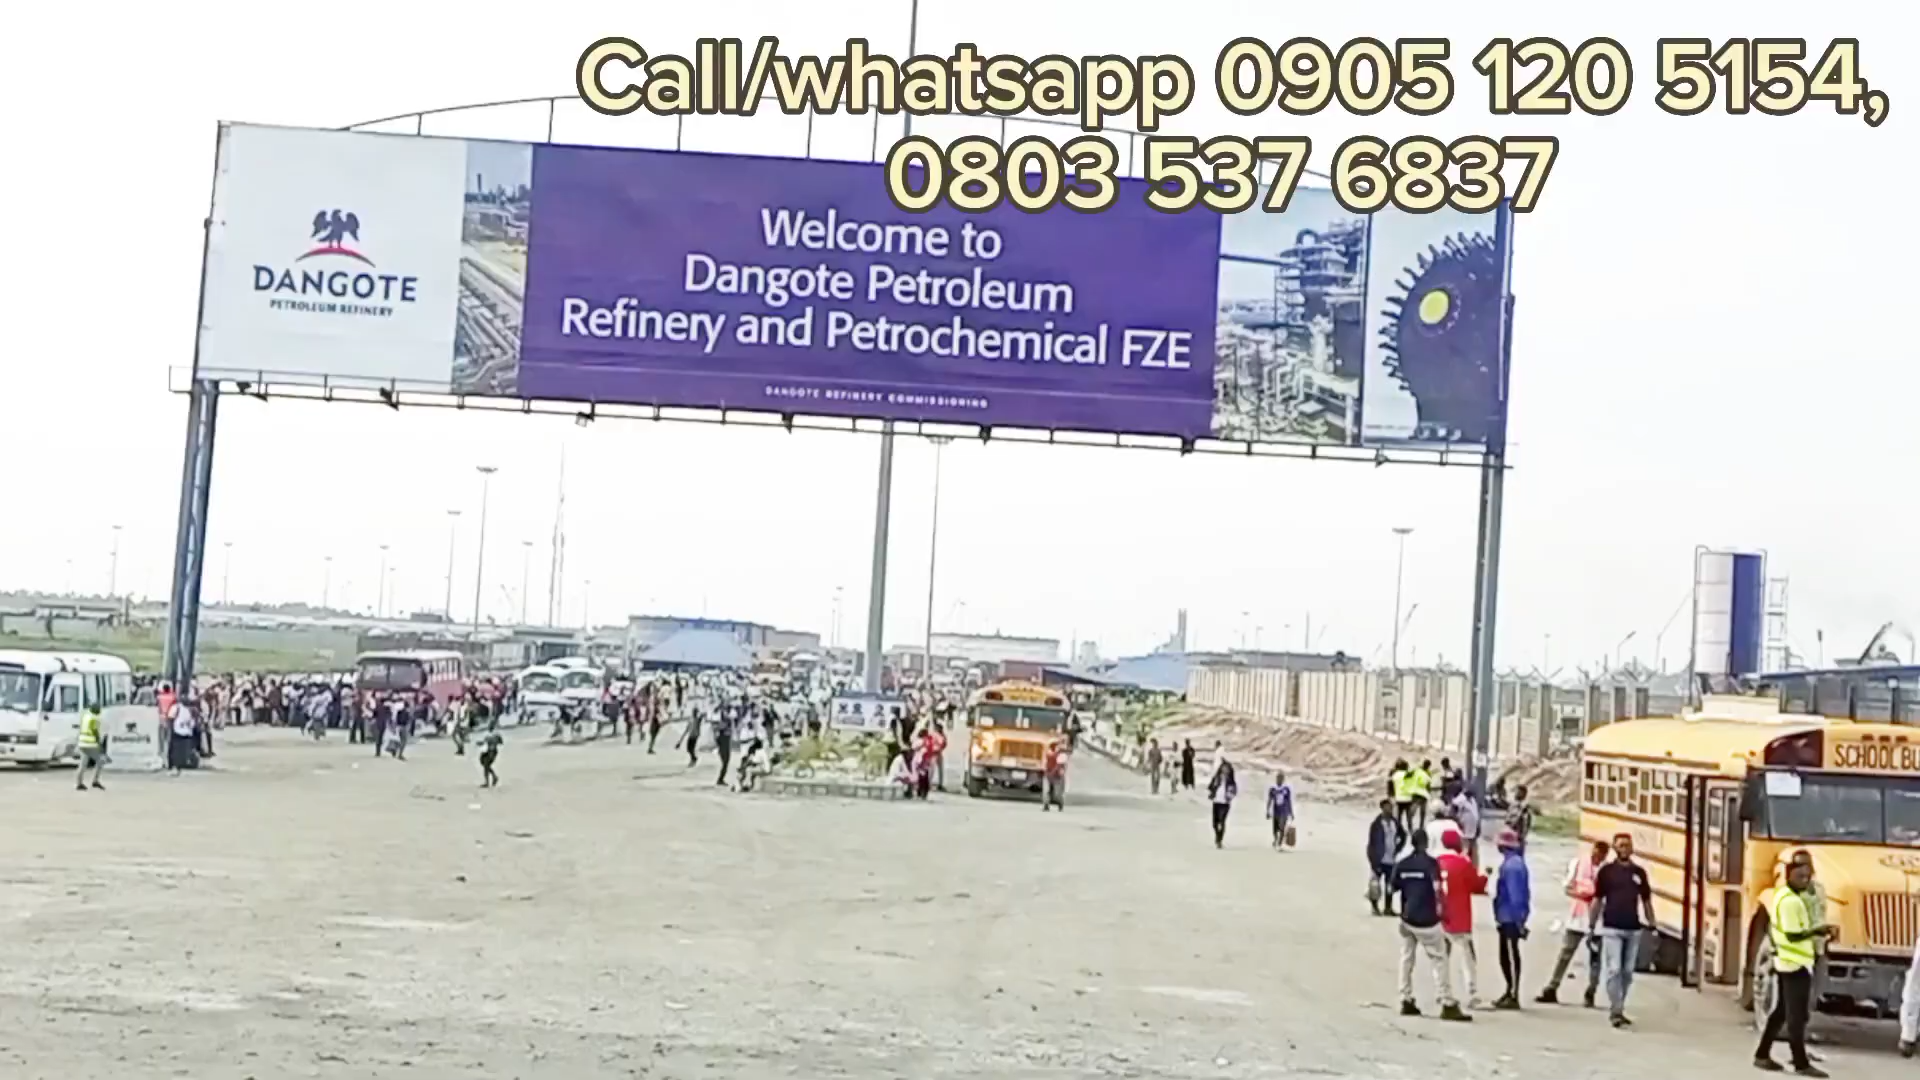 Call/whatsapp 0905 120 5154,
0803 537 6837
DANGOTE
PETROLEUM REFINERY
Welcome to
Dangote Petroleum
Refinery and Petrochemical FZE
DANGOTE REFINERY COMMISSIONING
DANGOTE
SCHOOL BU